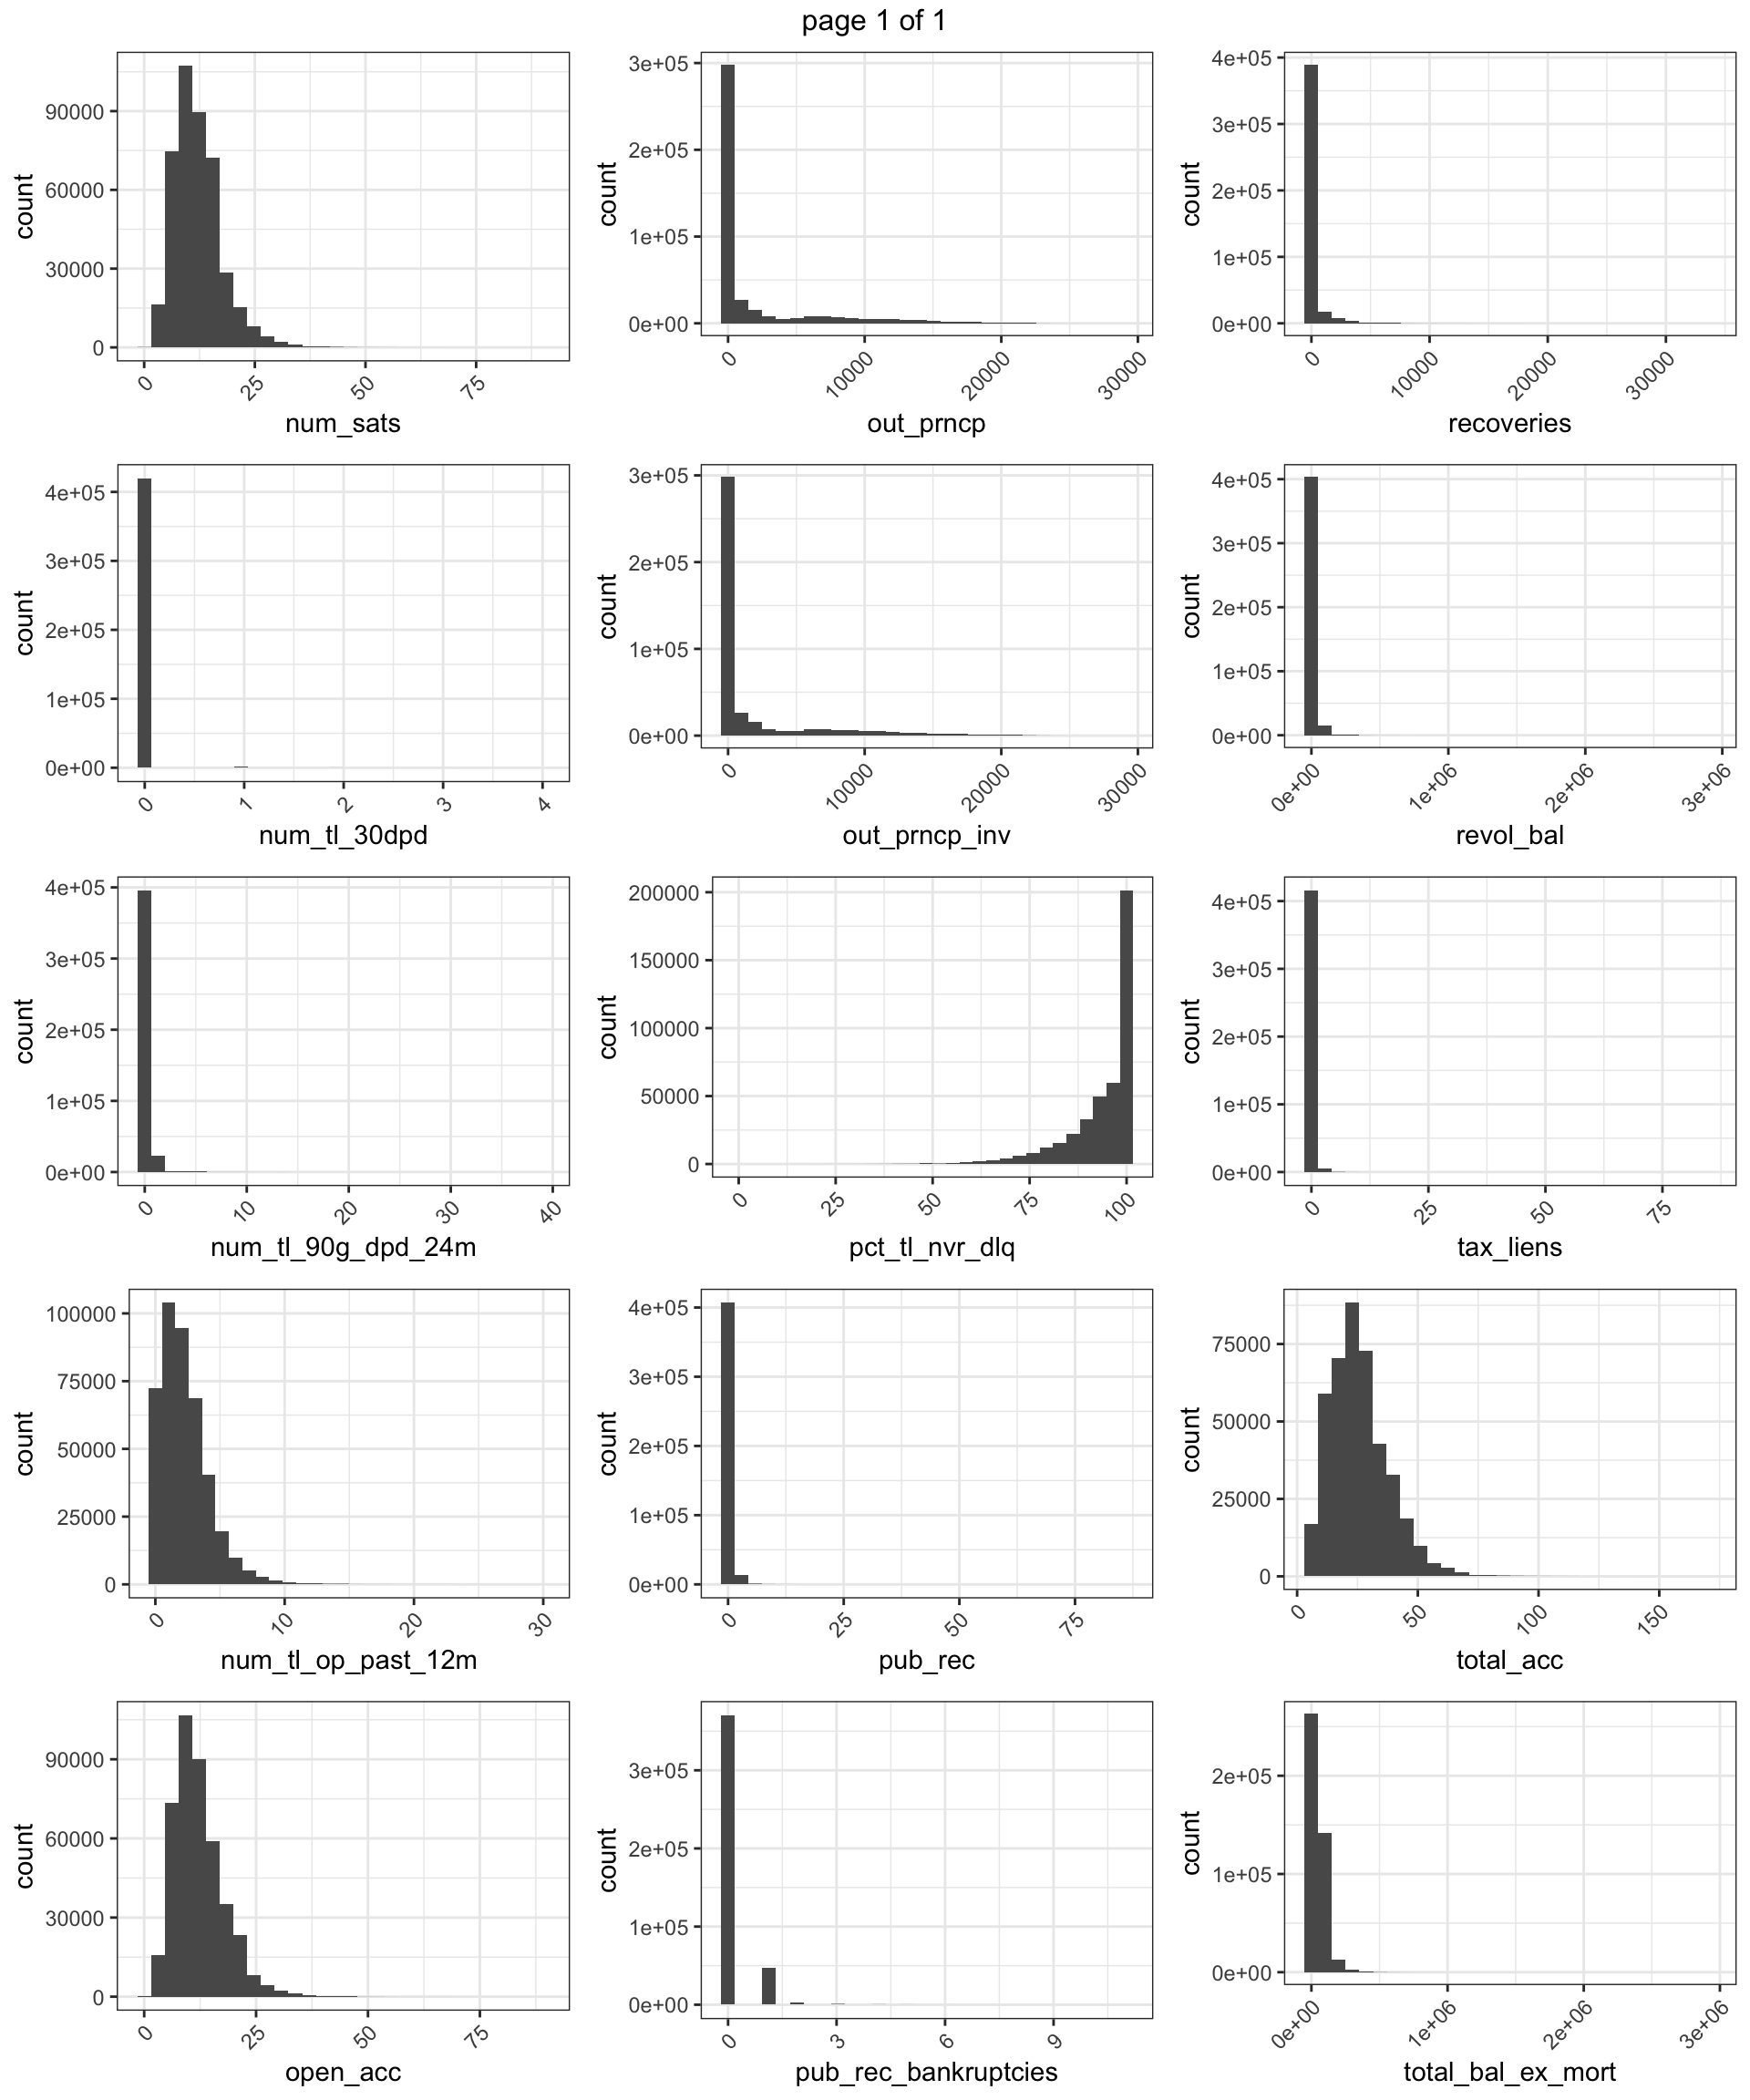 page 1 of 1
count
90000
60000
30000
0
0 25 50 75
num_sats
count
3e+05
2e+05
1e+05
0e+00
0 10000 20000 30000
out_prncp
count
4e+05
3e+05
2e+05
1e+05
0e+00
0 10000 20000 30000
recoveries
count
4e+05
3e+05
2e+05
1e+05
0e+00
0 1 2 3 4
num_tl_30dpd
count
3e+05
2e+05
1e+05
0e+00
0 10000 20000 30000
out_prncp_inv
count
4e+05
3e+05
2e+05
1e+05
0e+00
0e+00 1e+06 2e+06 3e+06
revol_bal
count
4e+05
3e+05
2e+05
1e+05
0e+00
0 10 20 30 40
num_tl_90g_dpd_24m
count
200000
150000
100000
50000
0
0 25 50 75 100
pct_tl_nvr_dlq
count
4e+05
3e+05
2e+05
1e+05
0e+00
0 25 50 75
tax_liens
count
100000
75000
50000
25000
0
0 10 20 30
num_tl_op_past_12m
count
4e+05
3e+05
2e+05
1e+05
0e+00
0 25 50 75
pub_rec
count
75000
50000
25000
0
0 50 100 150
total_acc
count
90000
60000
30000
0
0 25 50 75
open_acc
count
3e+05
2e+05
1e+05
0e+00
0 3 6 9
pub_rec_bankruptcies
count
2e+05
1e+05
0e+00
0e+00 1e+06 2e+06 3e+06
total_bal_ex_mort